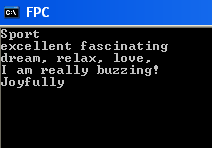 FPC
Sport
excellent fascinating
dream, relax, love,
I am really buzzing!
Joyfully